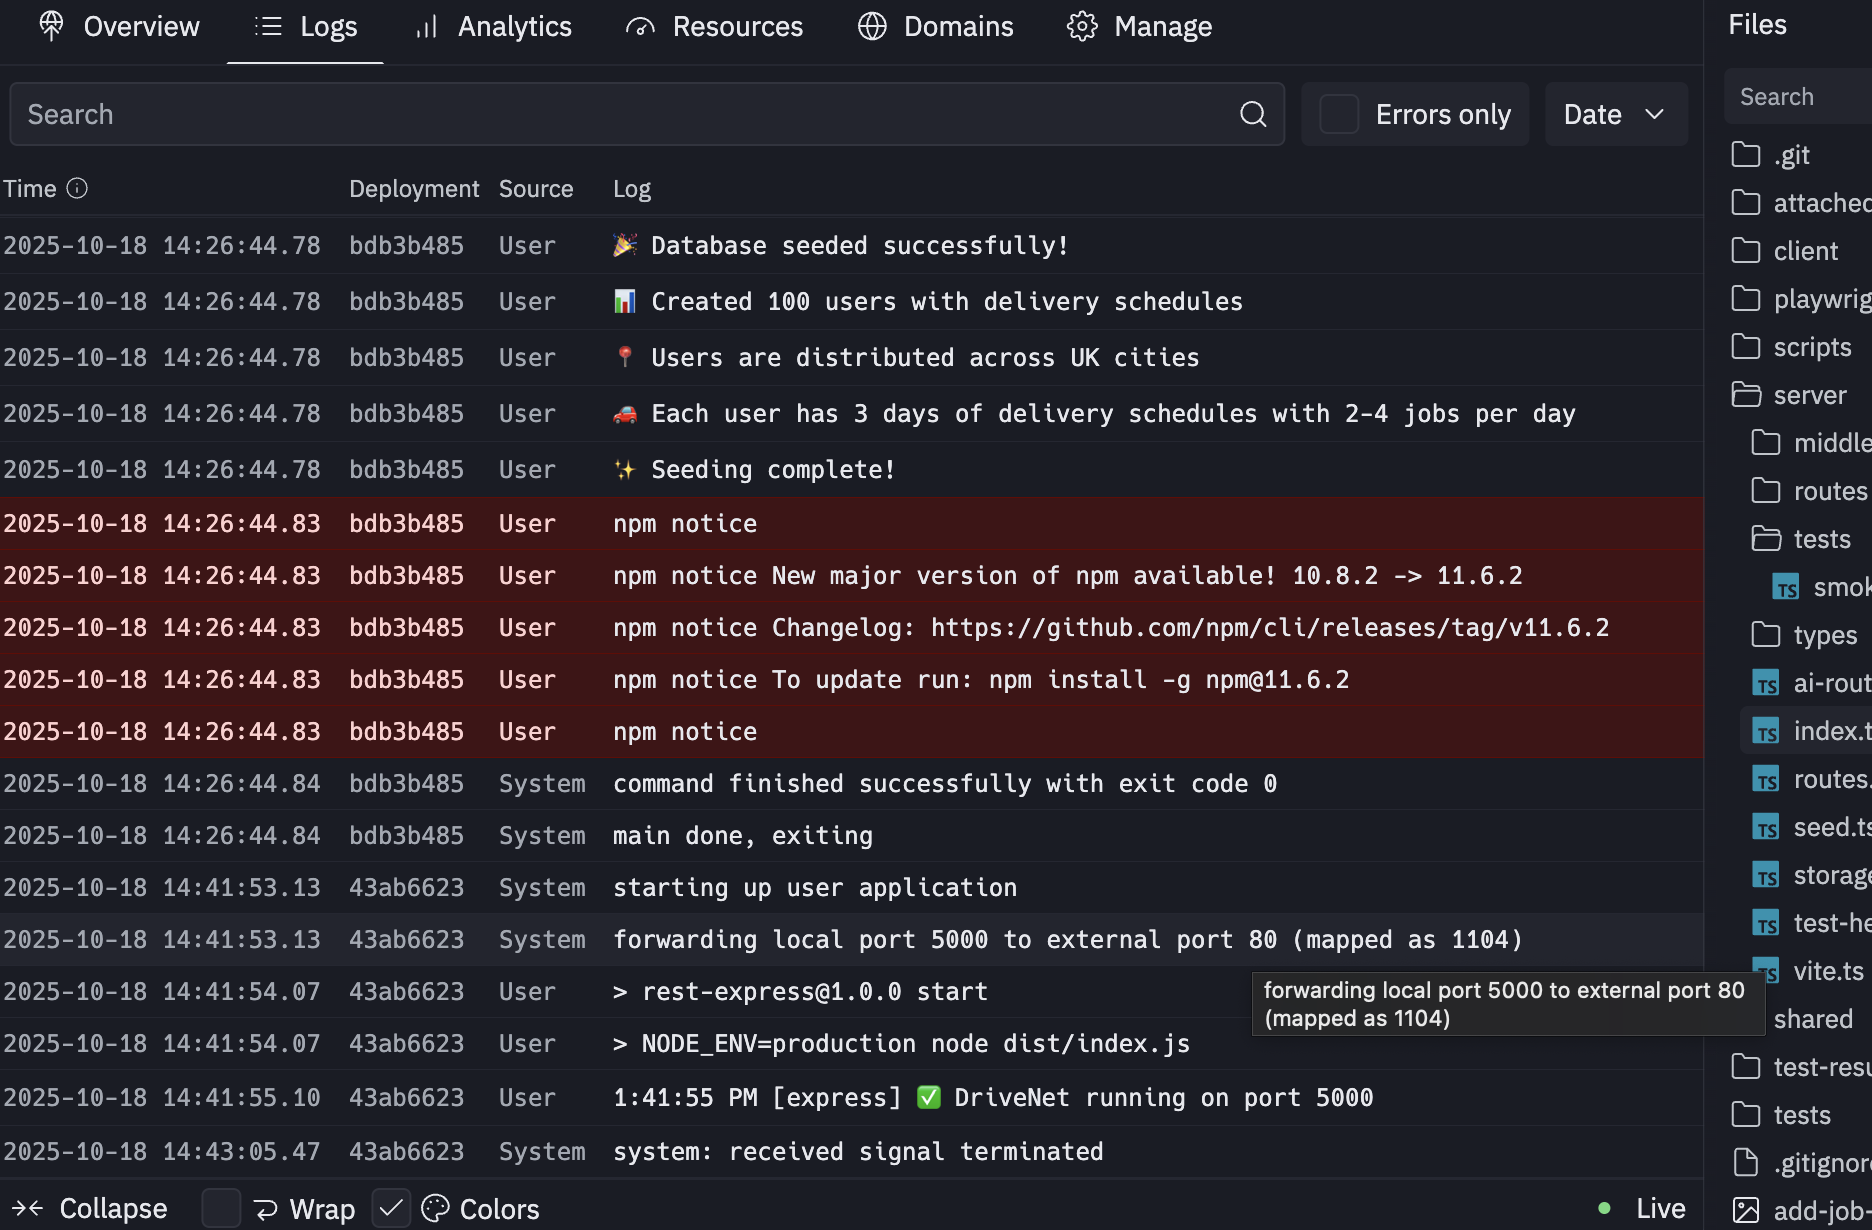 Overview Logs Analytics Resources Domains Manage
Search
Errors only
Date
Time Deployment Source Log
2025-10-18 14:26:44.78 bdb3b485 User 🎉 Database seeded successfully!
2025-10-18 14:26:44.78 bdb3b485 User 📊 Created 100 users with delivery schedules
2025-10-18 14:26:44.78 bdb3b485 User 📍 Users are distributed across UK cities
2025-10-18 14:26:44.78 bdb3b485 User 🚗 Each user has 3 days of delivery schedules with 2-4 jobs per day
2025-10-18 14:26:44.78 bdb3b485 User ✨ Seeding complete!
2025-10-18 14:26:44.83 bdb3b485 User npm notice
2025-10-18 14:26:44.83 bdb3b485 User npm notice New major version of npm available! 10.8.2 -> 11.6.2
2025-10-18 14:26:44.83 bdb3b485 User npm notice Changelog: https://github.com/npm/cli/releases/tag/v11.6.2
2025-10-18 14:26:44.83 bdb3b485 User npm notice To update run: npm install -g npm@11.6.2
2025-10-18 14:26:44.83 bdb3b485 User npm notice
2025-10-18 14:26:44.84 bdb3b485 System command finished successfully with exit code 0
2025-10-18 14:26:44.84 bdb3b485 System main done, exiting
2025-10-18 14:41:53.13 43ab6623 System starting up user application
2025-10-18 14:41:53.13 43ab6623 System forwarding local port 5000 to external port 80 (mapped as 1104)
2025-10-18 14:41:54.07 43ab6623 User > rest-express@1.0.0 start
forwarding local port 5000 to external port 80
(mapped as 1104)
2025-10-18 14:41:54.07 43ab6623 User > NODE_ENV=production node dist/index.js
2025-10-18 14:41:55.10 43ab6623 User 1:41:55 PM [express] ✅ DriveNet running on port 5000
2025-10-18 14:43:05.47 43ab6623 System system: received signal terminated
Collapse Wrap Colors Live
Files
Search
.git
attached
client
playwrig
scripts
server
middle
routes
tests
TS smok
types
TS ai-rout
TS index.t
TS routes.
TS seed.ts
TS storage
TS test-he
TS vite.ts
shared
test-resu
tests
.gitignore
add-job-